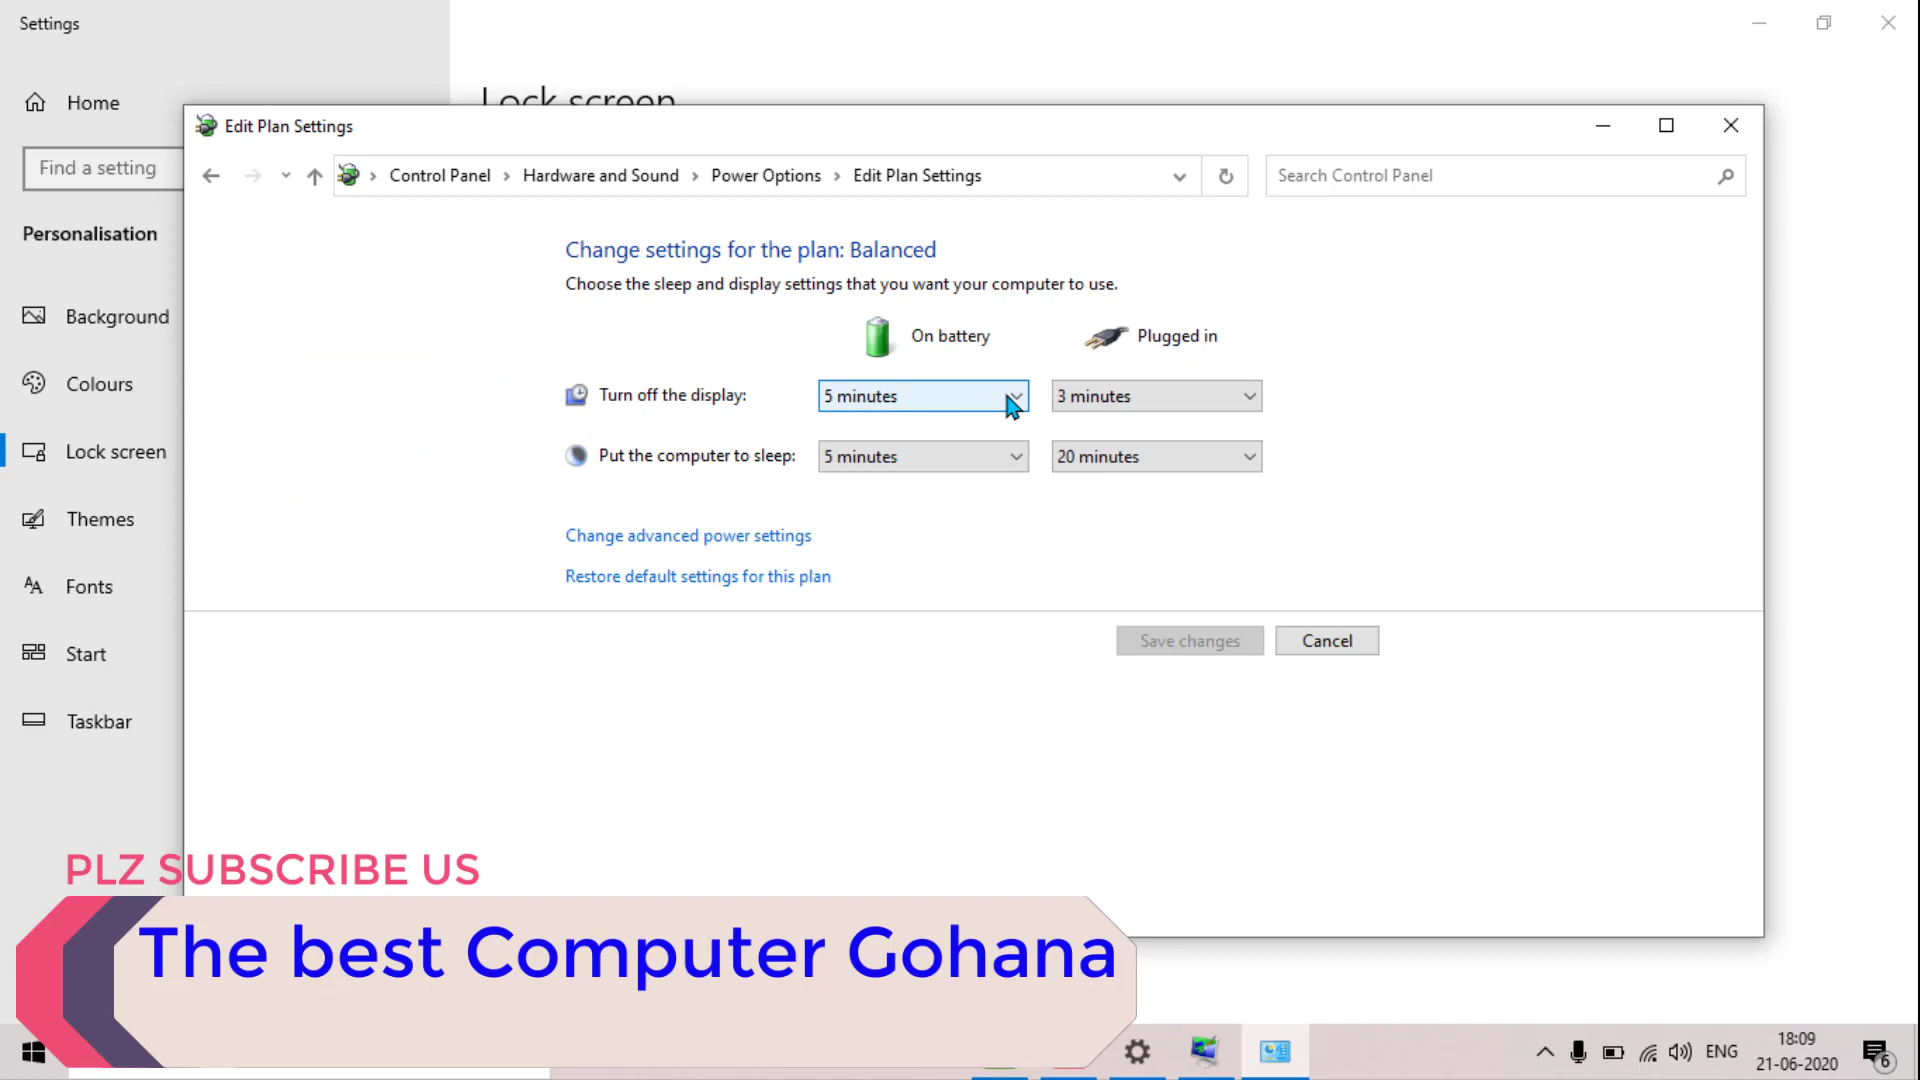 Settings
Home
Find a setting
Personalisation
Background
Colours
Lock screen
Themes
Fonts
Start
Taskbar
Lock screen
Edit Plan Settings
Control Panel > Hardware and Sound > Power Options > Edit Plan Settings
Search Control Panel
Change settings for the plan: Balanced
Choose the sleep and display settings that you want your computer to use.
On battery Plugged in
Turn off the display: 5 minutes 3 minutes
Put the computer to sleep: 5 minutes 20 minutes
Change advanced power settings
Restore default settings for this plan
Save changes Cancel
PLZ SUBSCRIBE US
The best Computer Gohana
ENG
18:09
21-06-2020
6